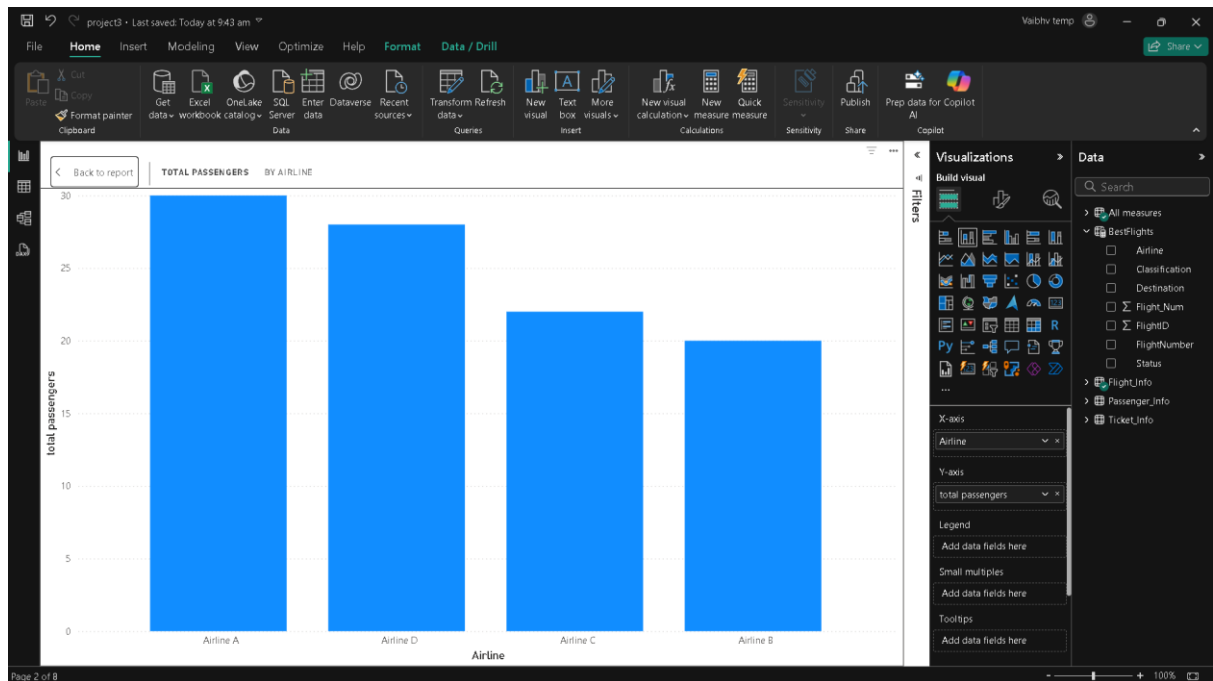 project3 • Last saved: Today at 9:43 am
Vaibhv temp
File Home Insert Modeling View Optimize Help Format Data / Drill
Share
Paste
Cut
Copy
Format painter
Clipboard
Get data
Excel workbook
OneLake catalog
SQL Server
Enter data
Dataverse
Recent sources
Data
Transform data
Refresh
Queries
New visual
Text box
More visuals
Insert
New visual calculation
New measure
Quick measure
Calculations
Sensitivity
Sensitivity
Publish
Share
Prep data for AI
Copilot
Copilot
Back to report
TOTAL PASSENGERS BY AIRLINE
30
25
20
15
10
5
0
total passengers
Airline A Airline D Airline C Airline B
Airline
Filters
Visualizations
Build visual
R
Py
X-axis
Airline
Y-axis
total passengers
Legend
Add data fields here
Small multiples
Add data fields here
Tooltips
Add data fields here
Data
Search
All measures
BestFlights
Airline
Classification
Destination
Flight_Num
FlightID
FlightNumber
Status
Flight_Info
Passenger_Info
Ticket_Info
Page 2 of 8
- + 100%